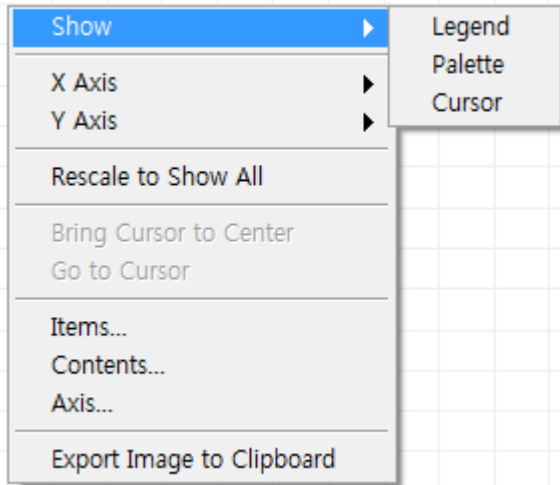 Show
Legend
Palette
Cursor
X Axis
Y Axis
Rescale to Show All
Bring Cursor to Center
Go to Cursor
Items...
Contents...
Axis...
Export Image to Clipboard